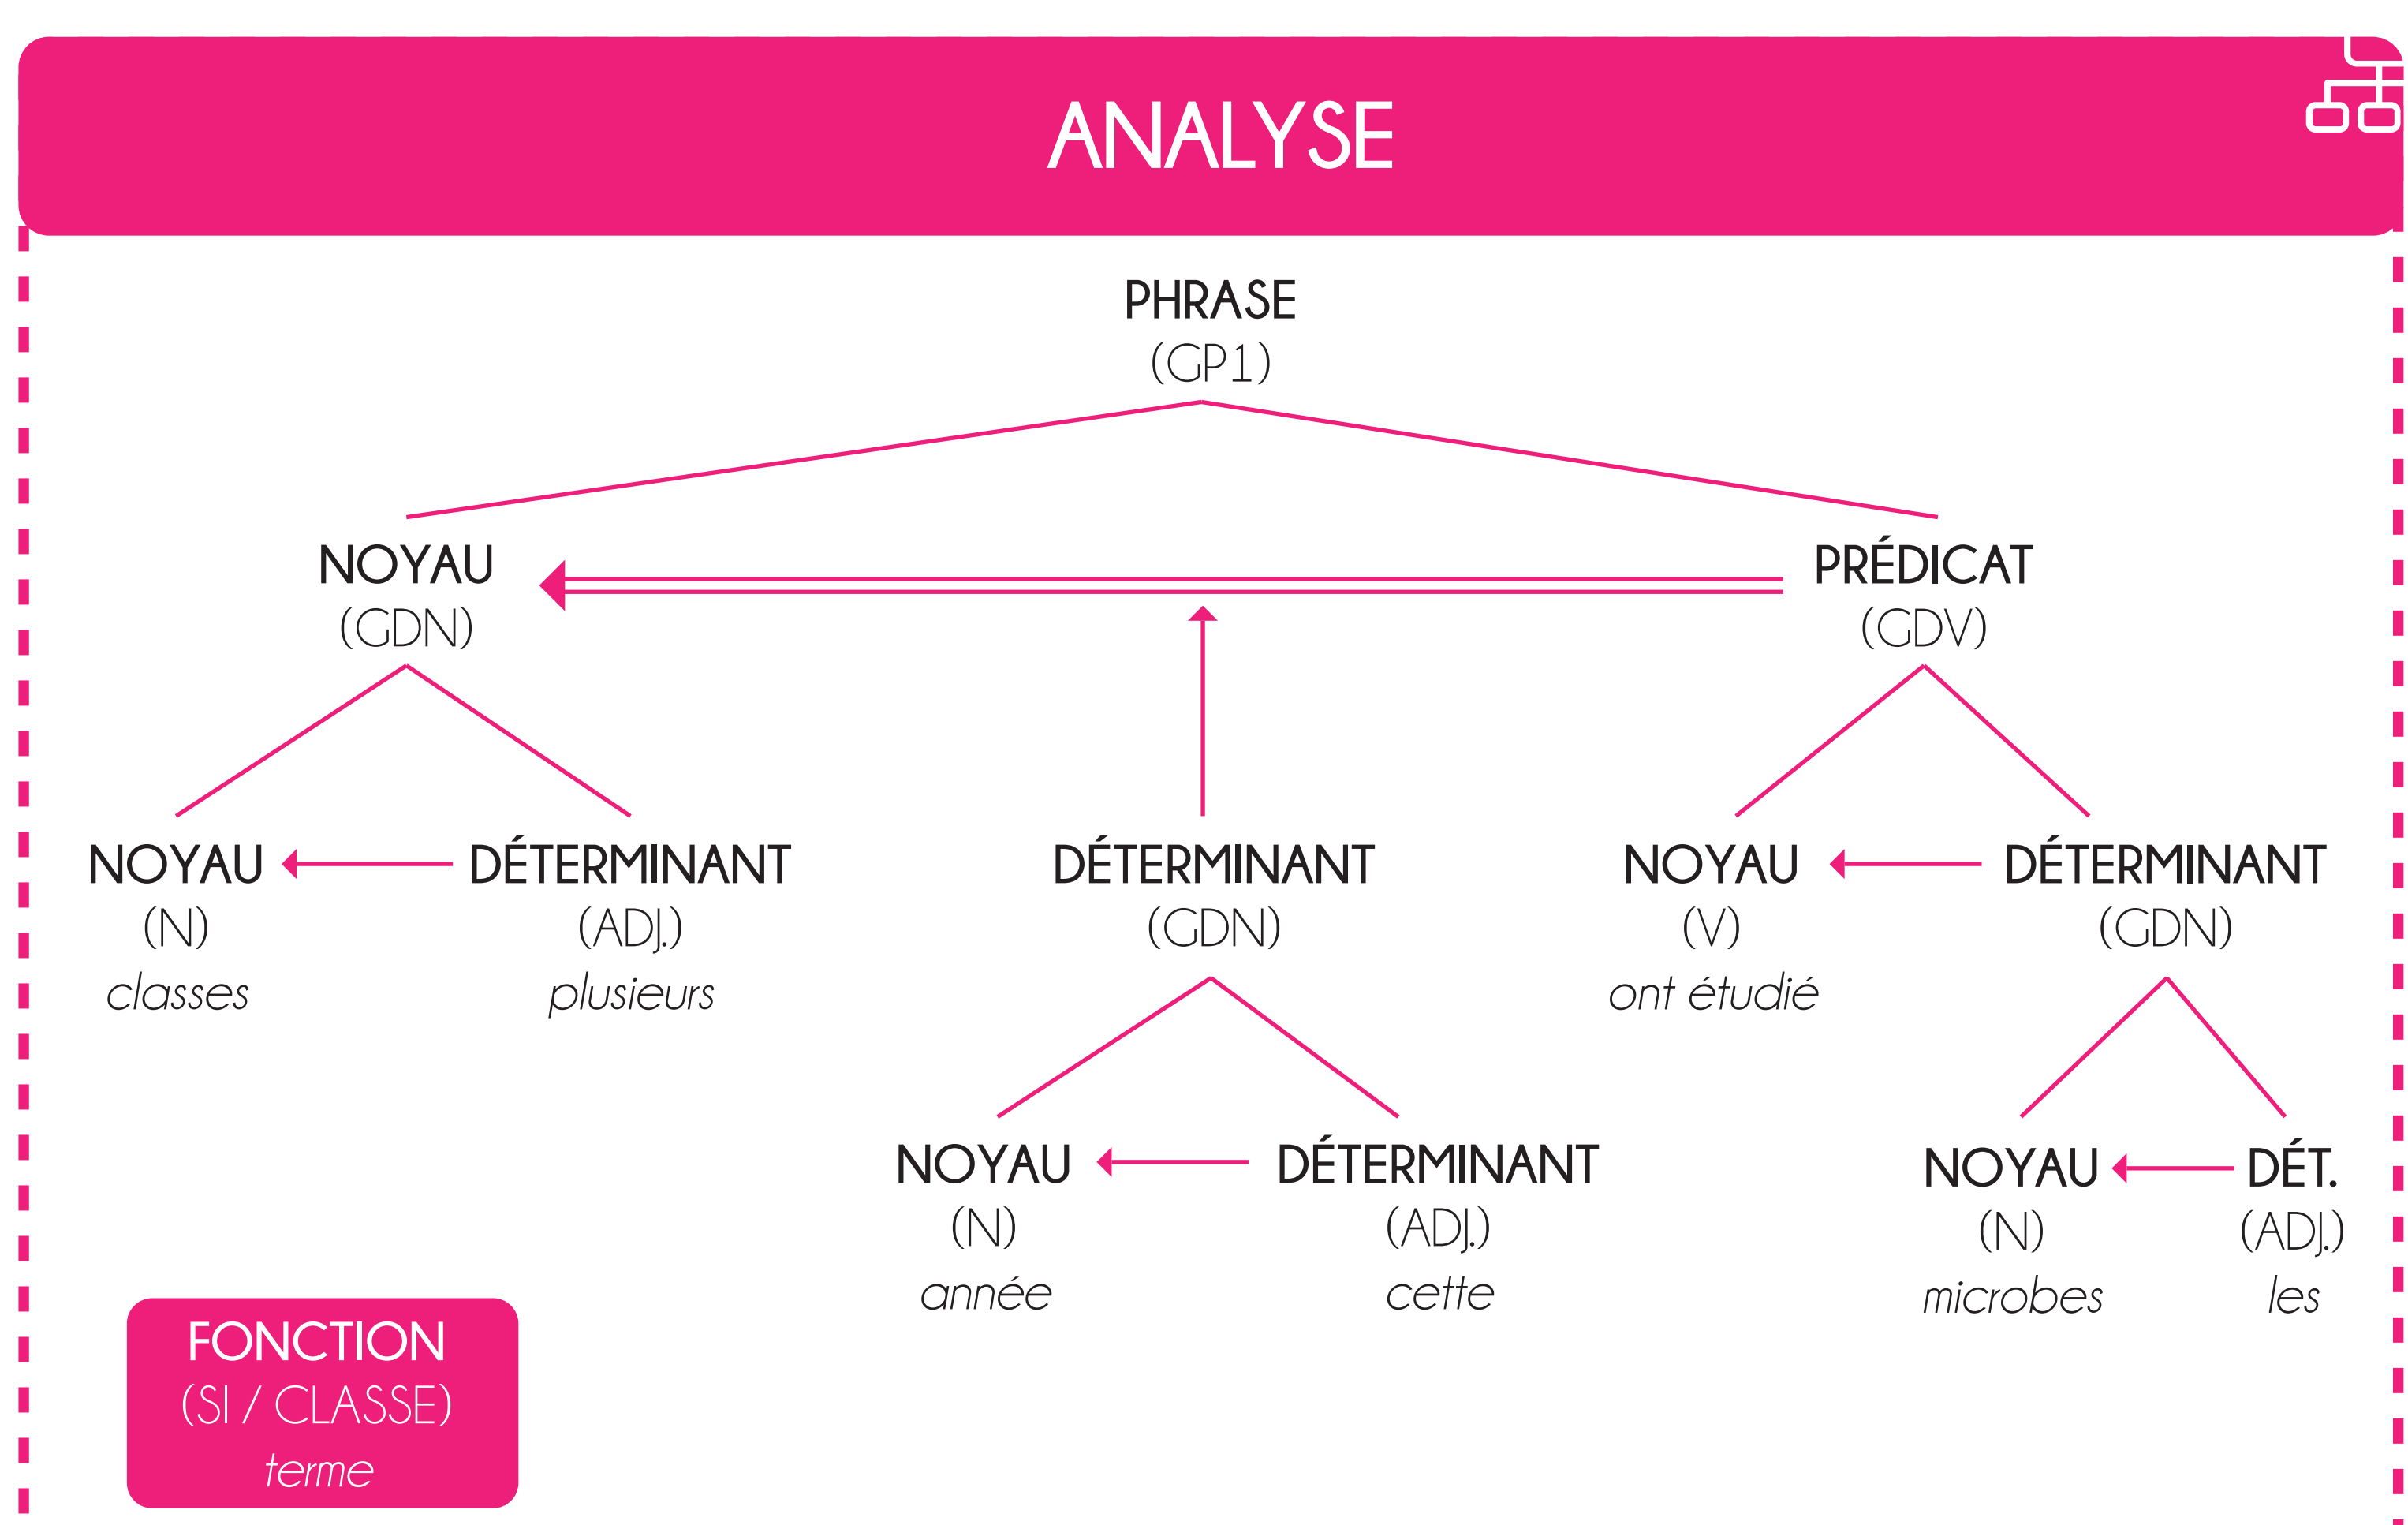 ANALYSE
PHRASE
(GP1)
NOYAU
(GDN)
PRÉDICAT
(GDV)
NOYAU
(N)
classes
DÉTERMINANT
(ADJ.)
plusieurs
DÉTERMINANT
(GDN)
NOYAU
(V)
ont étudié
DÉTERMINANT
(GDN)
NOYAU
(N)
année
DÉTERMINANT
(ADJ.)
cette
NOYAU
(N)
microbes
DÉT.
(ADJ.)
les
FONCTION
(SI / CLASSE)
terme